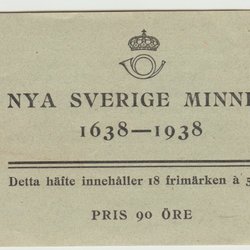 NYA SVERIGE MINNE
1638—1938
Detta häfte innehåller 18 frimärken à 5
PRIS 90 ÖRE